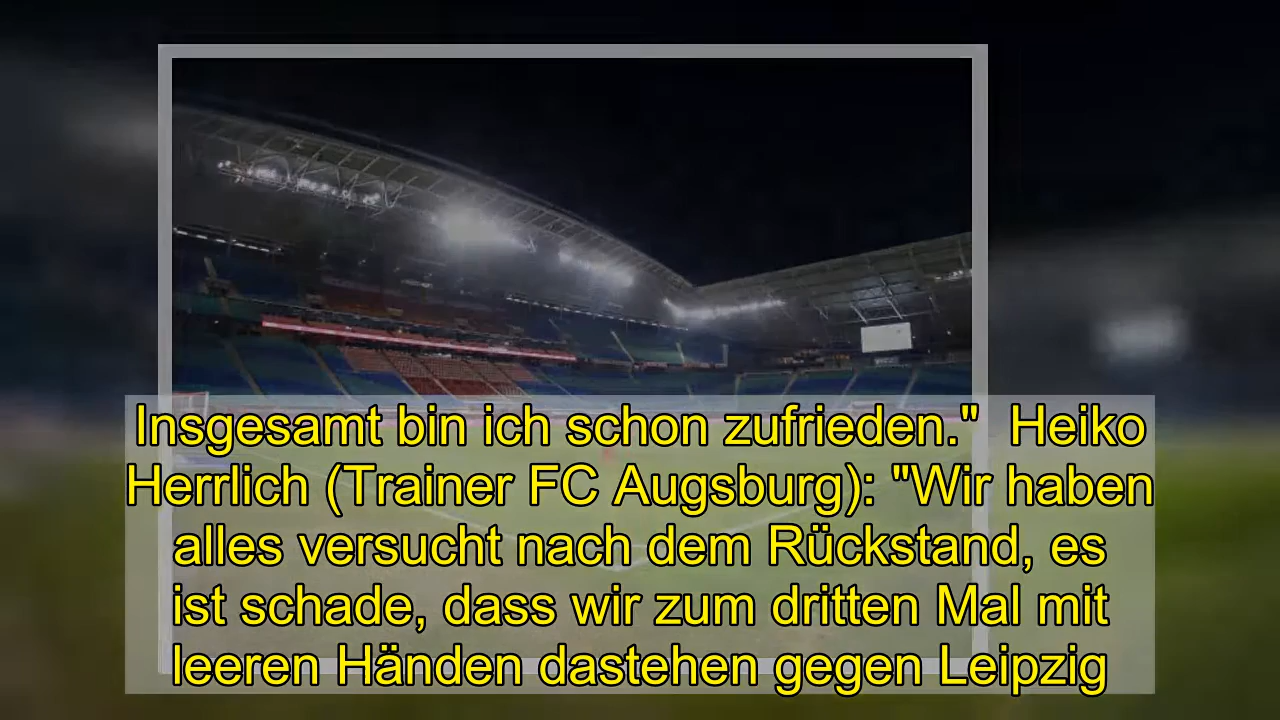 Insgesamt bin ich schon zufrieden."  Heiko
Herrlich (Trainer FC Augsburg): "Wir haben
alles versucht nach dem Rückstand, es
ist schade, dass wir zum dritten Mal mit
leeren Händen dastehen gegen Leipzig